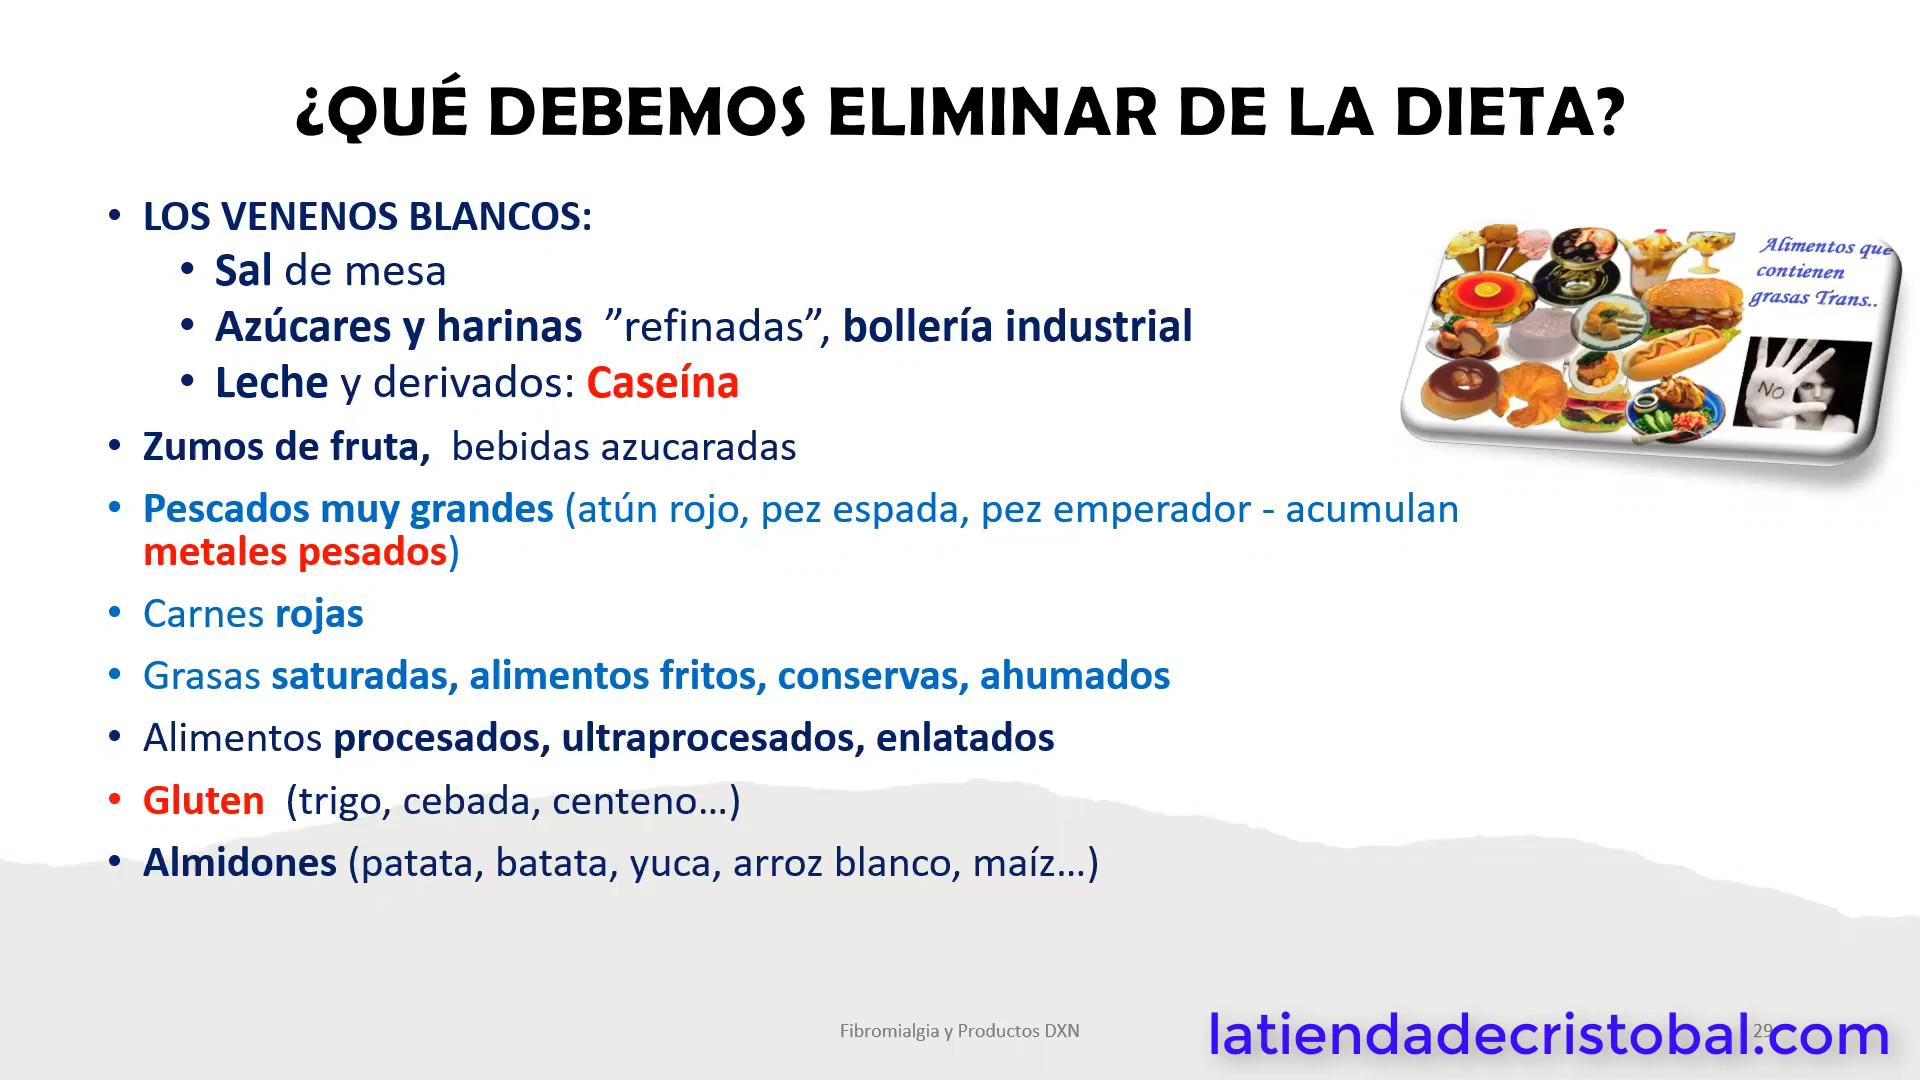 ¿QUÉ DEBEMOS ELIMINAR DE LA DIETA?
• LOS VENENOS BLANCOS:
• Sal de mesa
• Azúcares y harinas ”refinadas”, bollería industrial
• Leche y derivados: Caseína
• Zumos de fruta, bebidas azucaradas
• Pescados muy grandes (atún rojo, pez espada, pez emperador - acumulan
metales pesados)
• Carnes rojas
• Grasas saturadas, alimentos fritos, conservas, ahumados
• Alimentos procesados, ultraprocesados, enlatados
• Gluten (trigo, cebada, centeno...)
• Almidones (patata, batata, yuca, arroz blanco, maíz...)
Alimentos que
contienen
grasas Trans..
NO
Fibromialgia y Productos DXN
29
latiendadecristobal.com